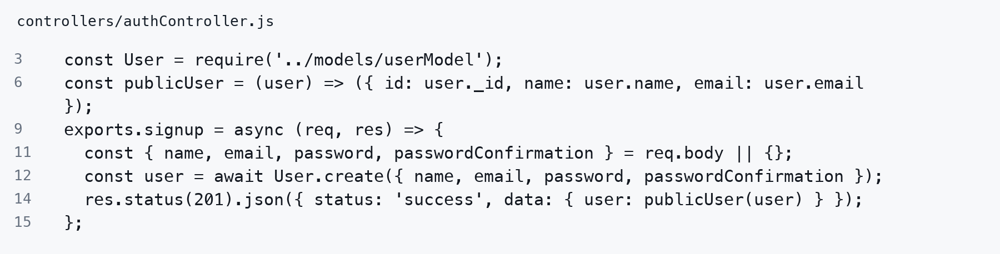 controllers/authController.js
3 const User = require('../models/userModel');
6 const publicUser = (user) => ({ id: user._id, name: user.name, email: user.email
});
9 exports.signup = async (req, res) => {
11 const { name, email, password, passwordConfirmation } = req.body || {};
12 const user = await User.create({ name, email, password, passwordConfirmation });
14 res.status(201).json({ status: 'success', data: { user: publicUser(user) } });
15 };